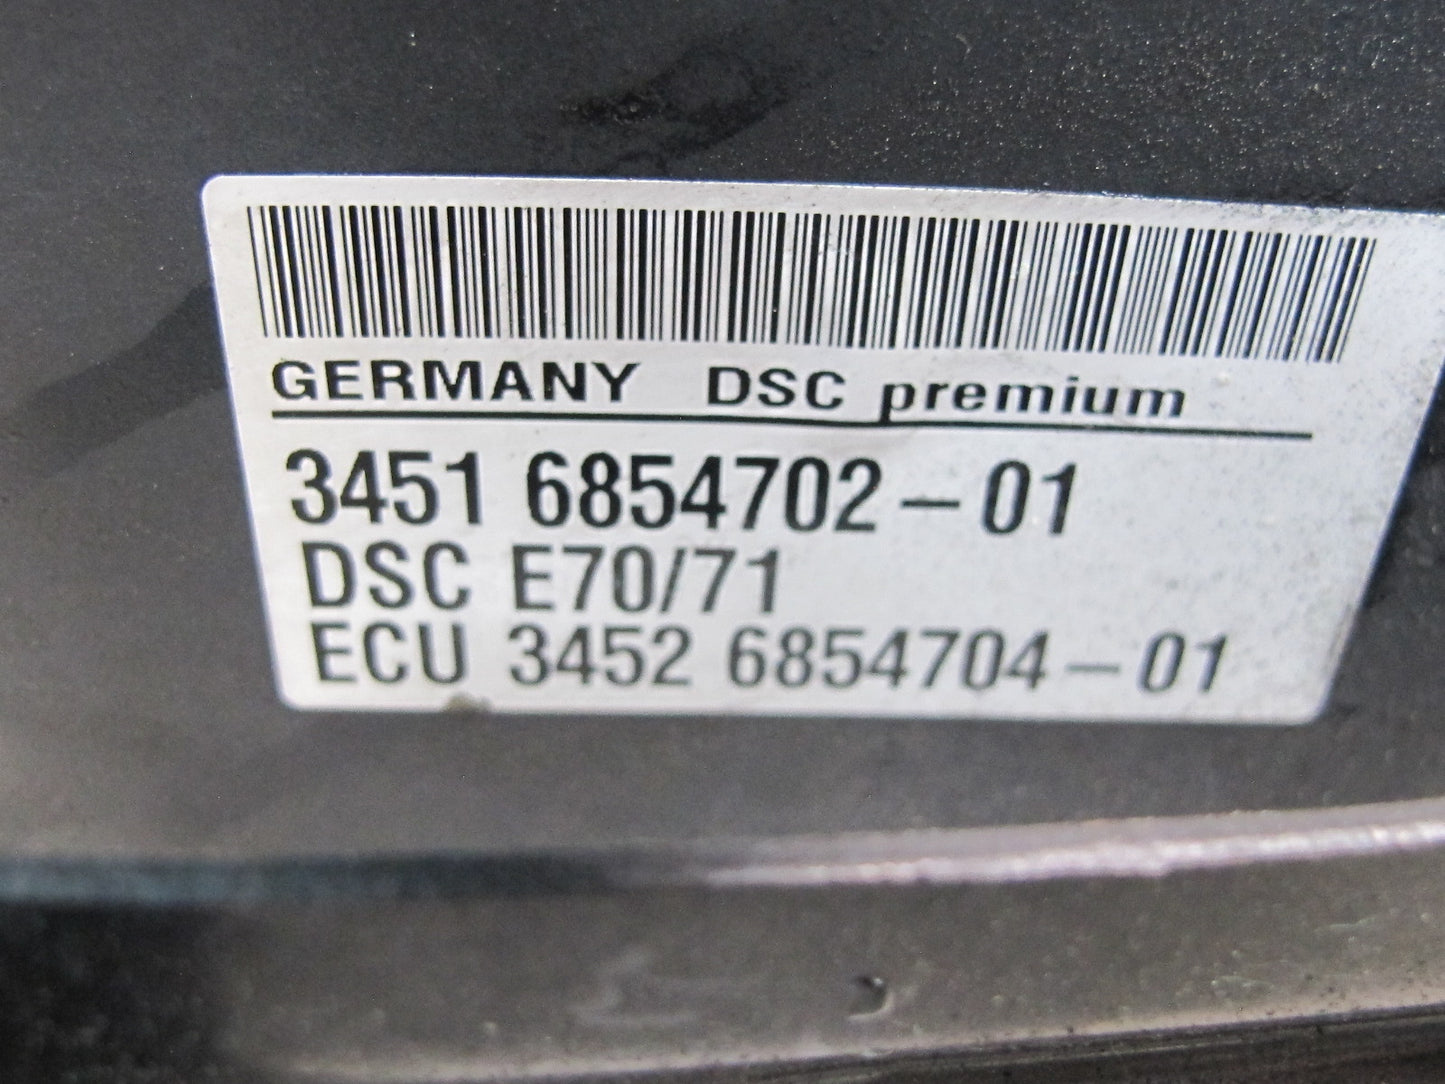 GERMANY DSC premium
3451 6854702-01
DSC E70/71
ECU 3452 6854704-01